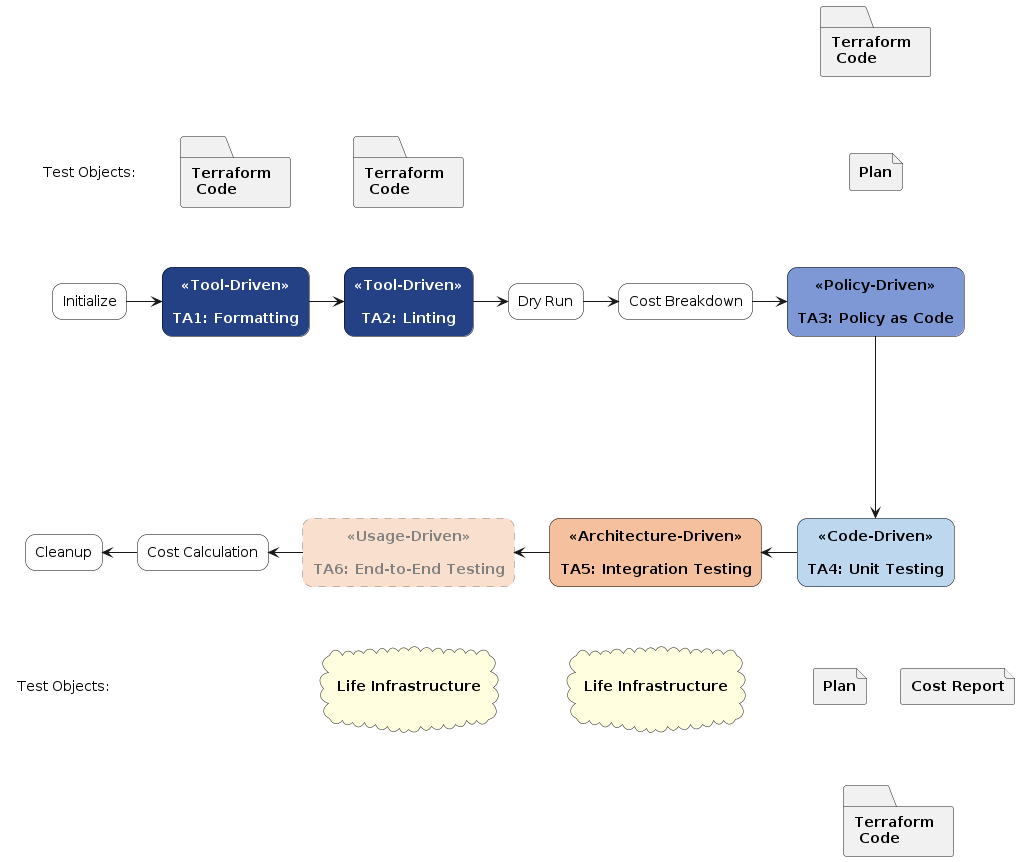 Terraform
Code
Test Objects:
Terraform
Code
Terraform
Code
Plan
Initialize
«Tool-Driven»
TA1: Formatting
«Tool-Driven»
TA2: Linting
Dry Run
Cost Breakdown
«Policy-Driven»
TA3: Policy as Code
Cleanup
Cost Calculation
«Usage-Driven»
TA6: End-to-End Testing
«Architecture-Driven»
TA5: Integration Testing
«Code-Driven»
TA4: Unit Testing
Test Objects:
Life Infrastructure
Life Infrastructure
Plan
Cost Report
Terraform
Code